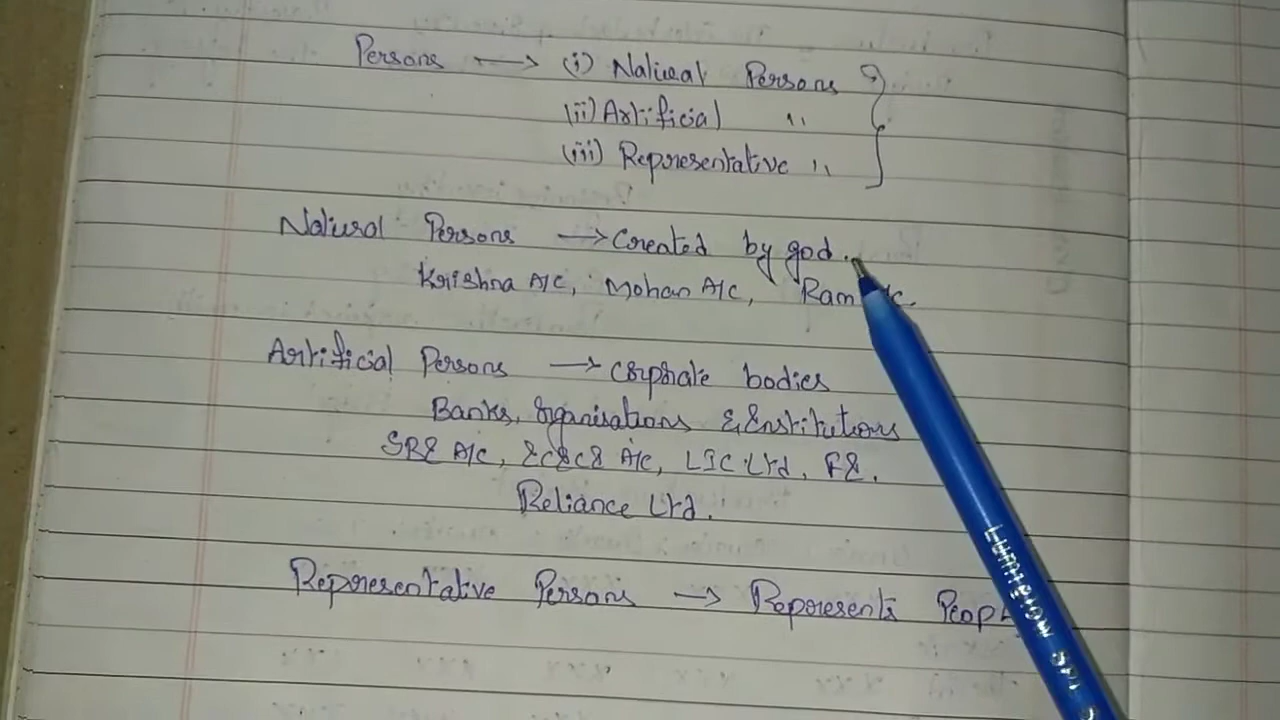 Persons → (i) Natural Persons
(ii) Artificial ,,
(iii) Representative ,,
Natural Persons → Created by god.
Krishna A/c, Mohan A/c, Ram
Artificial Persons → Corporate bodies
Banks, Organisations & Institutions
SBI A/c, ICICI A/c, LIC Ltd,
Reliance Ltd.
Representative Persons → Represents